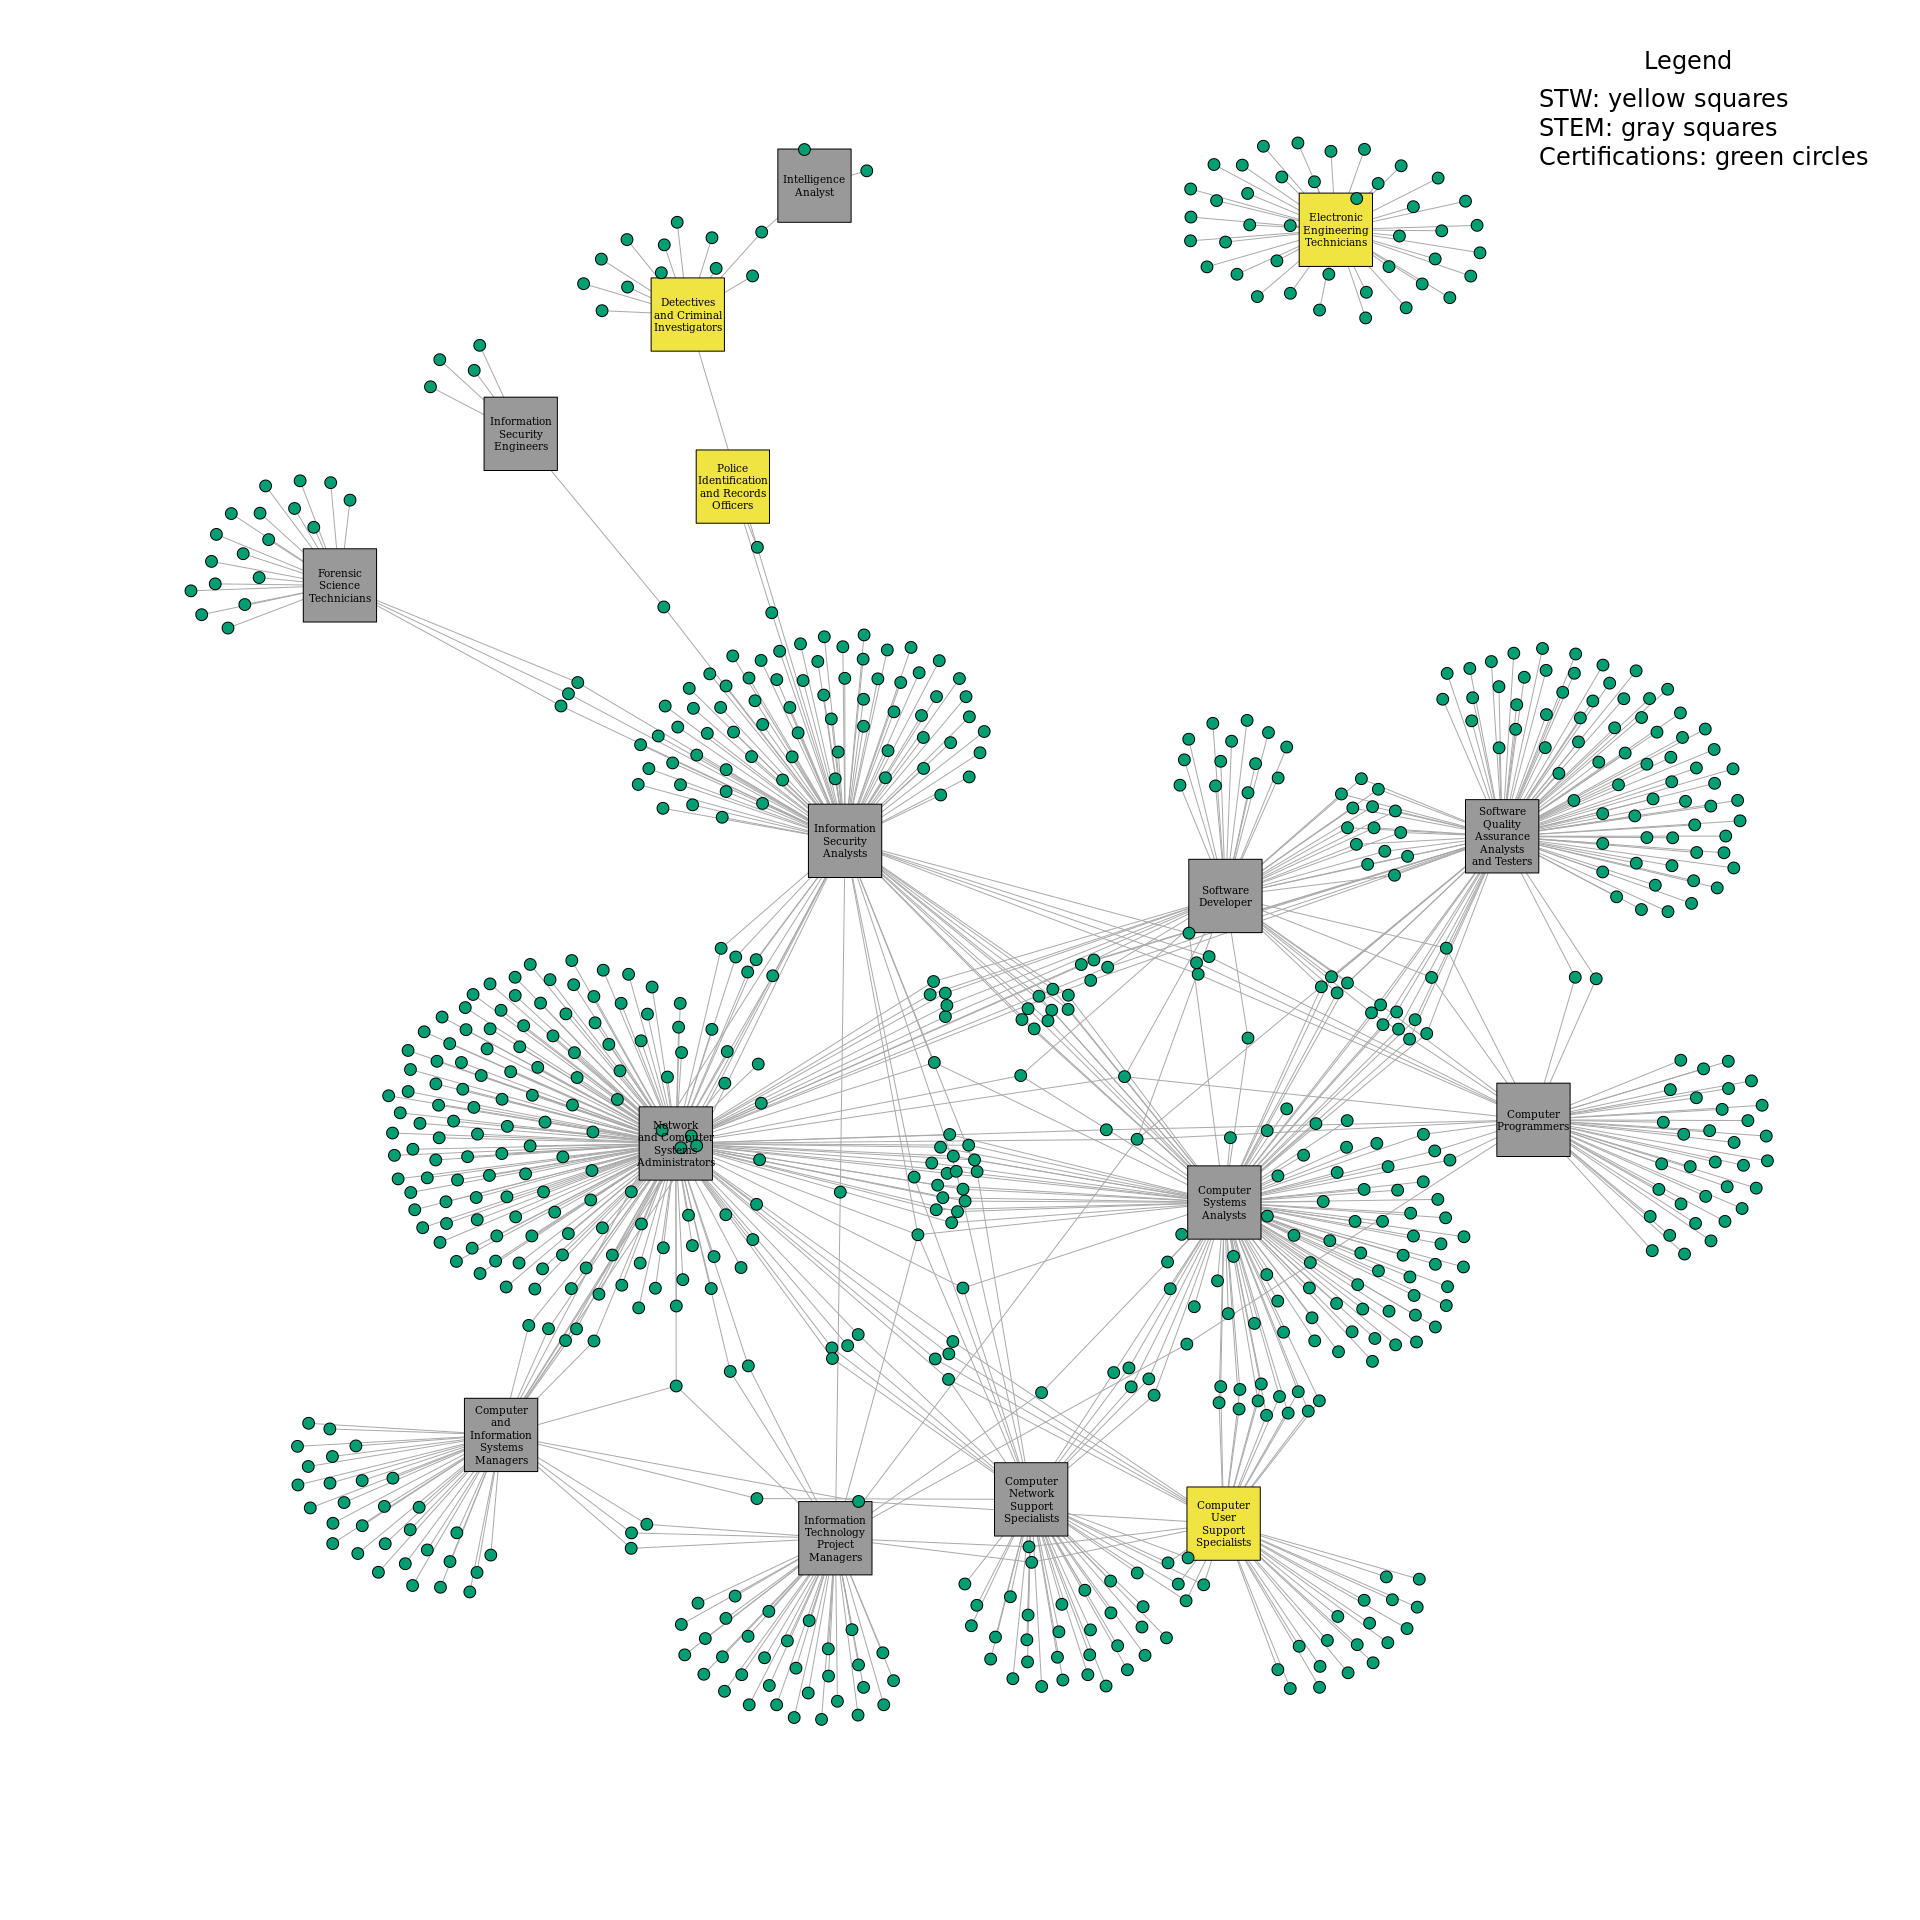 Legend
STW: yellow squares
STEM: gray squares
Certifications: green circles
Intelligence
Analyst
Electronic
Engineering
Technicians
Detectives
and Criminal
Investigators
Information
Security
Engineers
Police
Identification
and Records
Officers
Forensic
Science
Technicians
Information
Security
Analysts
Software
Quality
Assurance
Analysts
and Testers
Software
Developer
Network
and Computer
Systems
Administrators
Computer
Programmers
Computer
Systems
Analysts
Computer
and
Information
Systems
Managers
Information
Technology
Project
Managers
Computer
Network
Support
Specialists
Computer
User
Support
Specialists